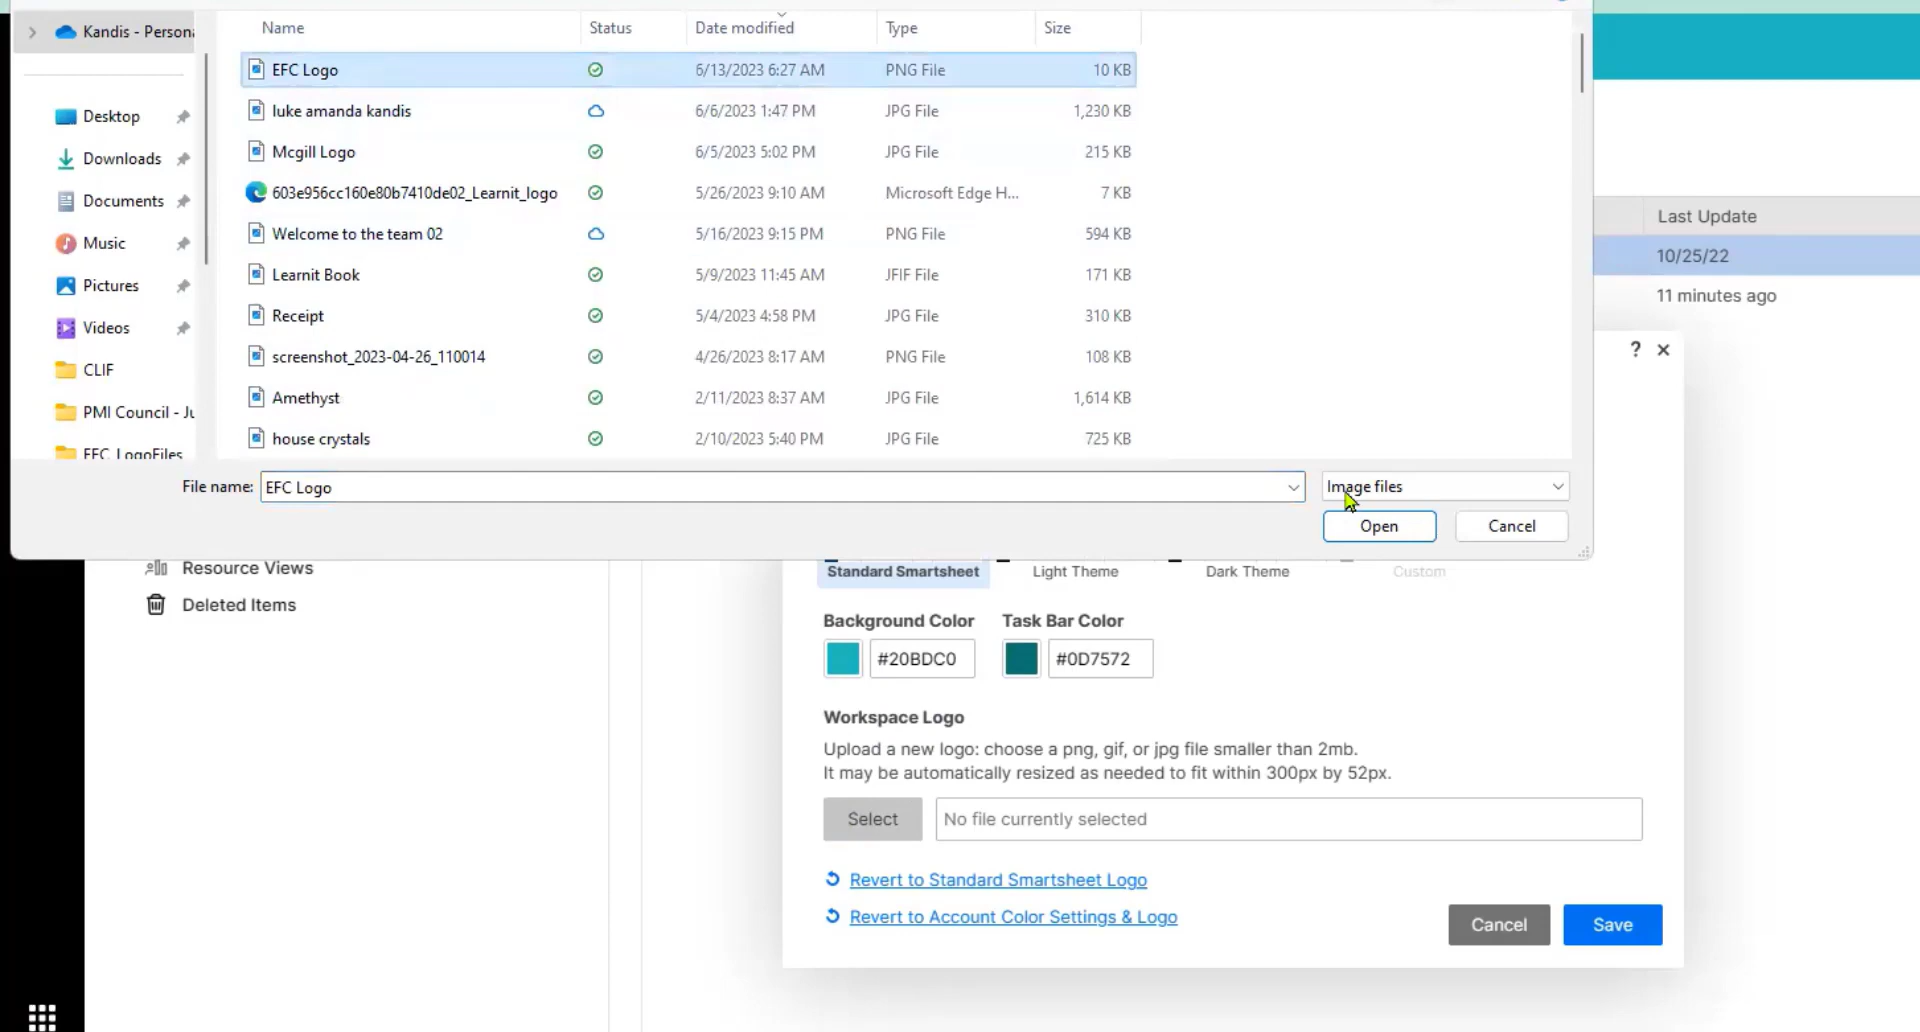 Name Status Date modified Type Size
Kandis - Persona
EFC Logo 6/13/2023 6:27 AM PNG File 10 KB
luke amanda kandis 6/6/2023 1:47 PM JPG File 1,230 KB
Mcgill Logo 6/5/2023 5:02 PM JPG File 215 KB
603e956cc160e80b7410de02_Learnit_logo 5/26/2023 9:10 AM Microsoft Edge H... 7 KB
Welcome to the team 02 5/16/2023 9:15 PM PNG File 594 KB
Learnit Book 5/9/2023 11:45 AM JFIF File 171 KB
Receipt 5/4/2023 4:58 PM JPG File 310 KB
screenshot_2023-04-26_110014 4/26/2023 8:17 AM PNG File 108 KB
Amethyst 2/11/2023 8:37 AM JPG File 1,614 KB
house crystals 2/10/2023 5:40 PM JPG File 725 KB
Desktop
Downloads
Documents
Music
Pictures
Videos
CLIF
PMI Council - Ju
EFC_LogoFiles
File name: EFC Logo Image files
Open Cancel
Last Update
10/25/22
11 minutes ago
? ×
Resource Views
Deleted Items
Standard Smartsheet Light Theme Dark Theme Custom
Background Color Task Bar Color
#20BDC0 #0D7572
Workspace Logo
Upload a new logo: choose a png, gif, or jpg file smaller than 2mb.
It may be automatically resized as needed to fit within 300px by 52px.
Select No file currently selected
Revert to Standard Smartsheet Logo
Revert to Account Color Settings & Logo
Cancel Save